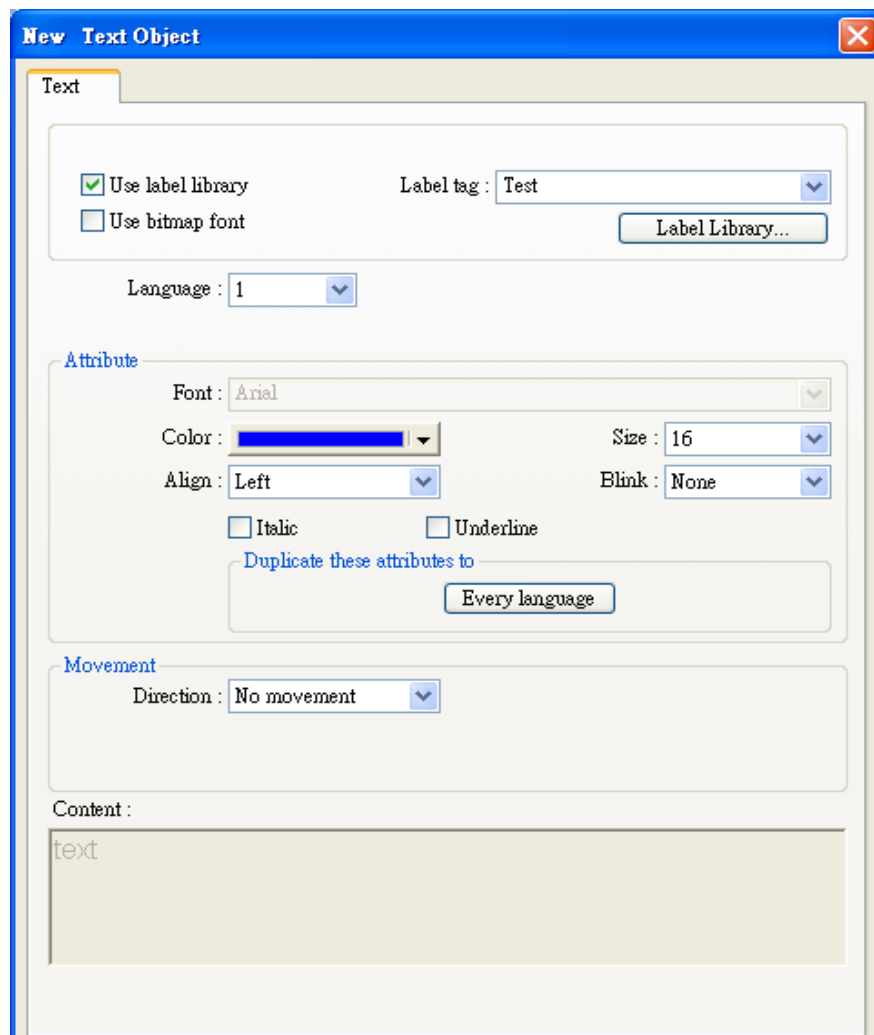 New Text Object
Text
Use label library Label tag : Test
Use bitmap font Label Library...
Language : 1
Attribute
Font : Arial
Color : Size : 16
Align : Left Blink : None
Italic Underline
Duplicate these attributes to
Every language
Movement
Direction : No movement
Content :
text